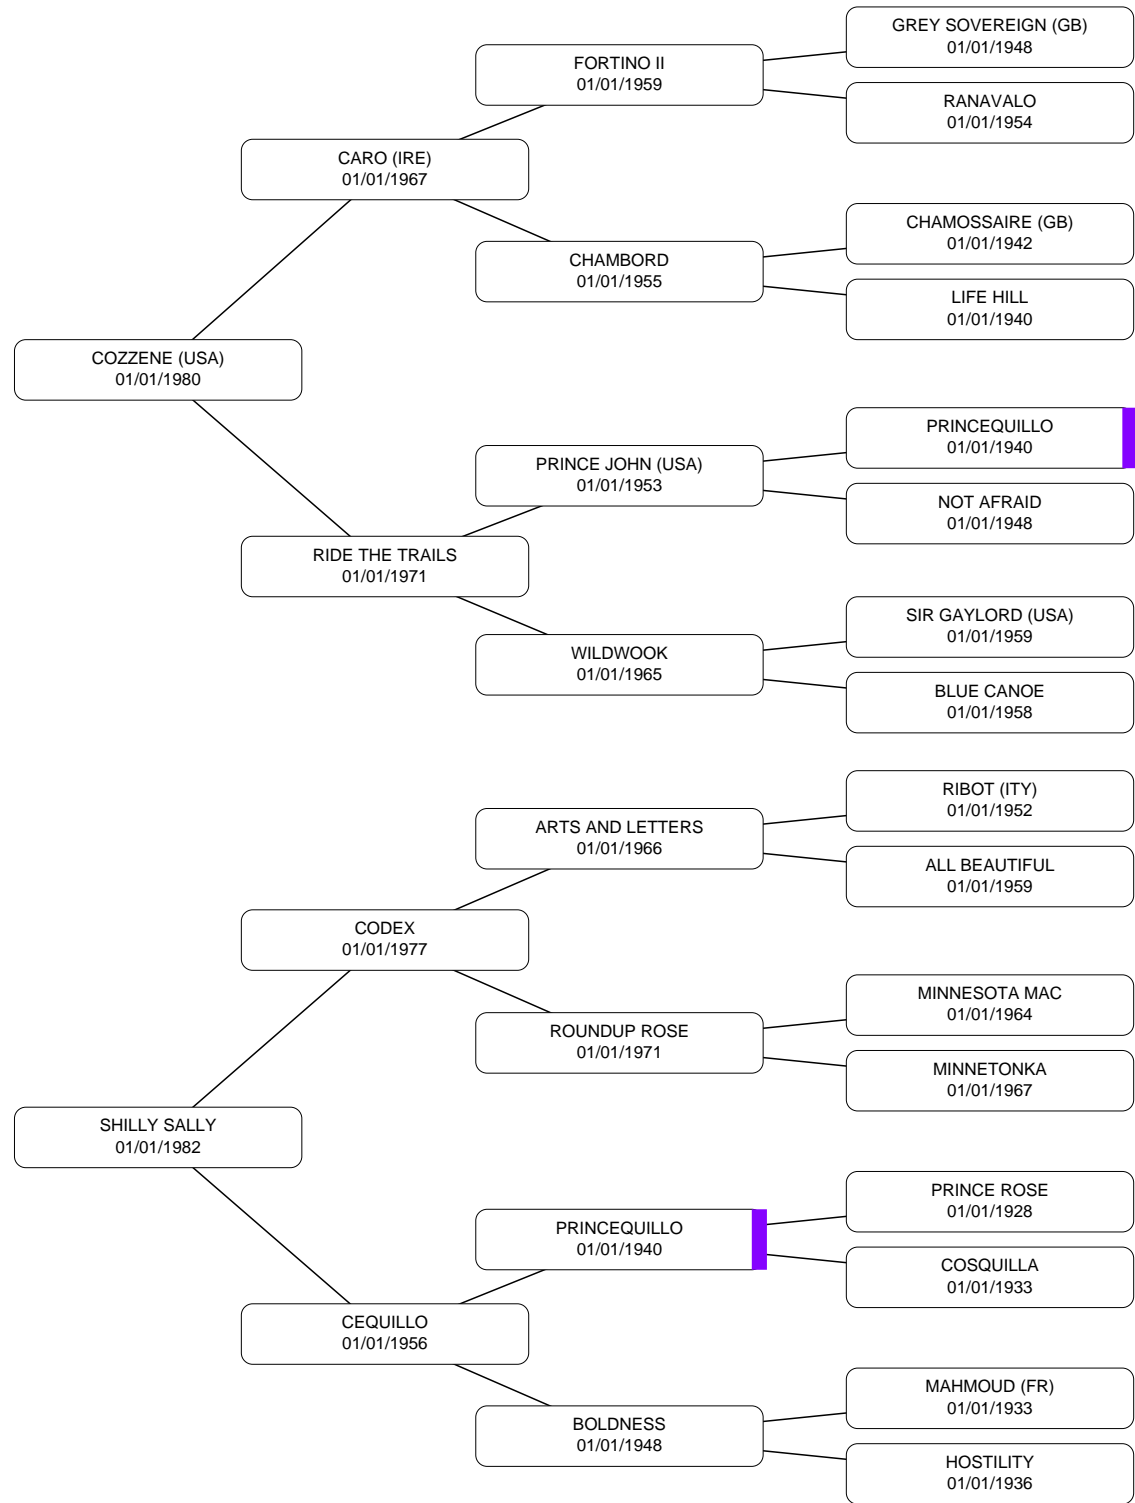 GREY SOVEREIGN (GB)
01/01/1948
FORTINO II
01/01/1959
RANAVALO
01/01/1954
CARO (IRE)
01/01/1967
CHAMOSSAIRE (GB)
01/01/1942
CHAMBORD
01/01/1955
LIFE HILL
01/01/1940
COZZENE (USA)
01/01/1980
PRINCEQUILLO
01/01/1940
PRINCE JOHN (USA)
01/01/1953
NOT AFRAID
01/01/1948
RIDE THE TRAILS
01/01/1971
SIR GAYLORD (USA)
01/01/1959
WILDWOOK
01/01/1965
BLUE CANOE
01/01/1958
RIBOT (ITY)
01/01/1952
ARTS AND LETTERS
01/01/1966
ALL BEAUTIFUL
01/01/1959
CODEX
01/01/1977
MINNESOTA MAC
01/01/1964
ROUNDUP ROSE
01/01/1971
MINNETONKA
01/01/1967
SHILLY SALLY
01/01/1982
PRINCE ROSE
01/01/1928
PRINCEQUILLO
01/01/1940
COSQUILLA
01/01/1933
CEQUILLO
01/01/1956
MAHMOUD (FR)
01/01/1933
BOLDNESS
01/01/1948
HOSTILITY
01/01/1936